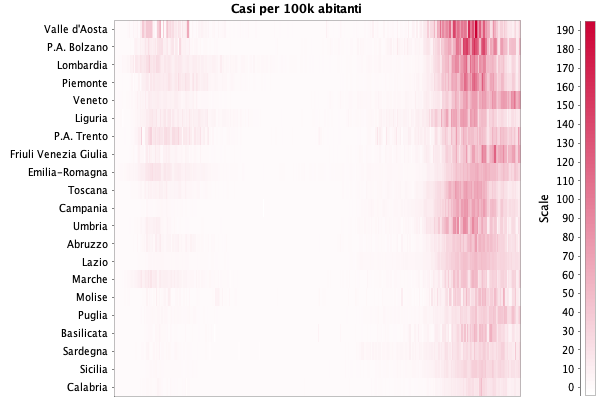 Casi per 100k abitanti
Valle d'Aosta
P.A. Bolzano
Lombardia
Piemonte
Veneto
Liguria
P.A. Trento
Friuli Venezia Giulia
Emilia-Romagna
Toscana
Campania
Umbria
Abruzzo
Lazio
Marche
Molise
Puglia
Basilicata
Sardegna
Sicilia
Calabria
Scale
190
180
170
160
150
140
130
120
110
100
90
80
70
60
50
40
30
20
10
0